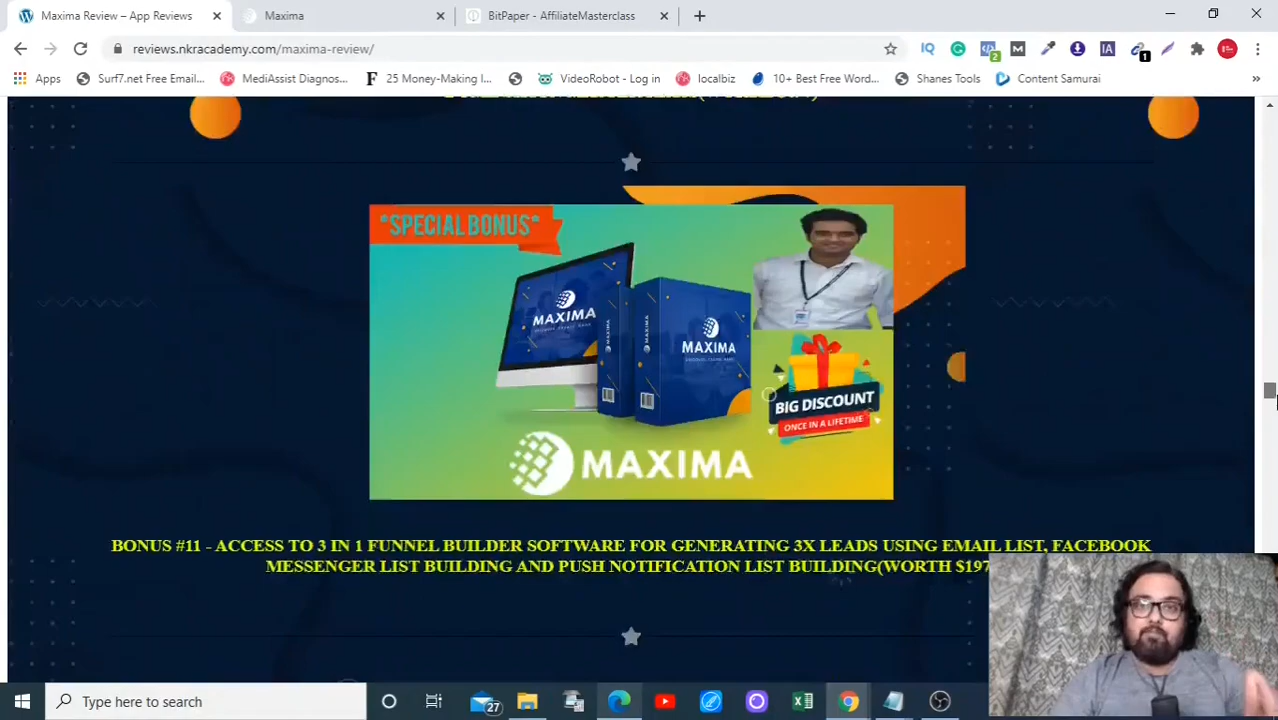 Maxima Review – App Reviews
Maxima
BitPaper - AffiliateMasterclass
reviews.nkracademy.com/maxima-review/
Apps
Surf7.net Free Email...
MediAssist Diagnos...
25 Money-Making I...
VideoRobot - Log in
localbiz
10+ Best Free Word...
Shanes Tools
Content Samurai
*SPECIAL BONUS*
MAXIMA
MAXIMA
MAXIMA
MAXIMA
BIG DISCOUNT
ONCE IN A LIFETIME
MAXIMA
BONUS #11 - ACCESS TO 3 IN 1 FUNNEL BUILDER SOFTWARE FOR GENERATING 3X LEADS USING EMAIL LIST, FACEBOOK
MESSENGER LIST BUILDING AND PUSH NOTIFICATION LIST BUILDING(WORTH $197
Type here to search
27